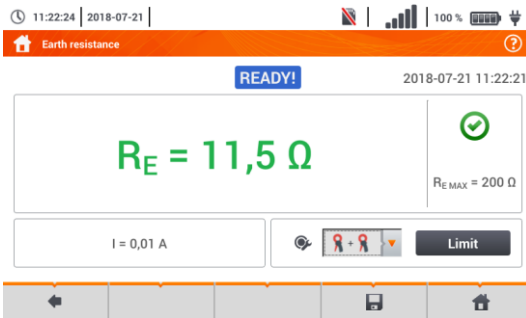 11:22:24 2018-07-21 100 %
Earth resistance
READY! 2018-07-21 11:22:21
RE = 11,5 Ω
RE MAX = 200 Ω
I = 0,01 A
+
Limit